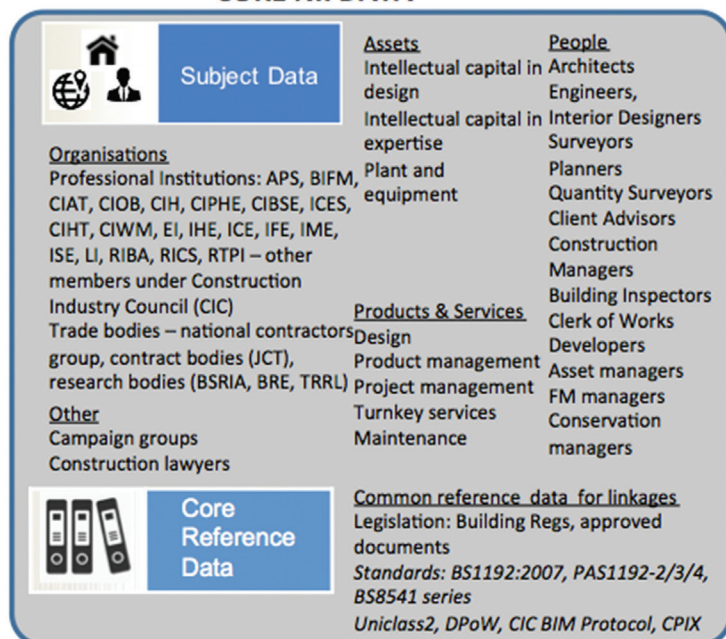 Subject Data
Organisations
Professional Institutions: APS, BIFM,
CIAT, CIOB, CIH, CIPHE, CIBSE, ICES,
CIHT, CIWM, EI, IHE, ICE, IFE, IME,
ISE, LI, RIBA, RICS, RTPI – other
members under Construction
Industry Council (CIC)
Trade bodies – national contractors
group, contract bodies (JCT),
research bodies (BSRIA, BRE, TRRL)
Other
Campaign groups
Construction lawyers
Assets
Intellectual capital in
design
Intellectual capital in
expertise
Plant and
equipment
Products & Services
Design
Product management
Project management
Turnkey services
Maintenance
People
Architects
Engineers,
Interior Designers
Surveyors
Planners
Quantity Surveyors
Client Advisors
Construction
Managers
Building Inspectors
Clerk of Works
Developers
Asset managers
FM managers
Conservation
managers
Core
Reference
Data
Common reference data for linkages
Legislation: Building Regs, approved
documents
Standards: BS1192:2007, PAS1192-2/3/4,
BS8541 series
Uniclass2, DPoW, CIC BIM Protocol, CPIX